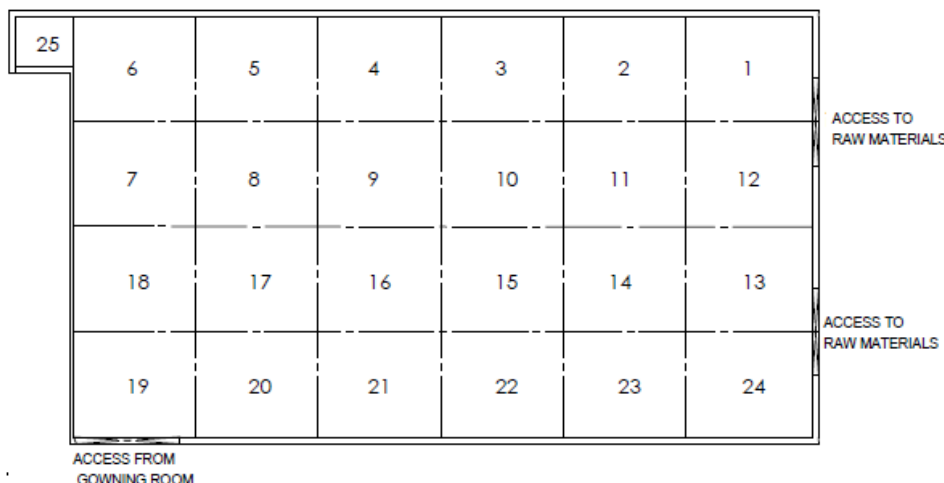 25
6 5 4 3 2 1
ACCESS TO
RAW MATERIALS
7 8 9 10 11 12
18 17 16 15 14 13
ACCESS TO
RAW MATERIALS
19 20 21 22 23 24
ACCESS FROM
GOWNING ROOM